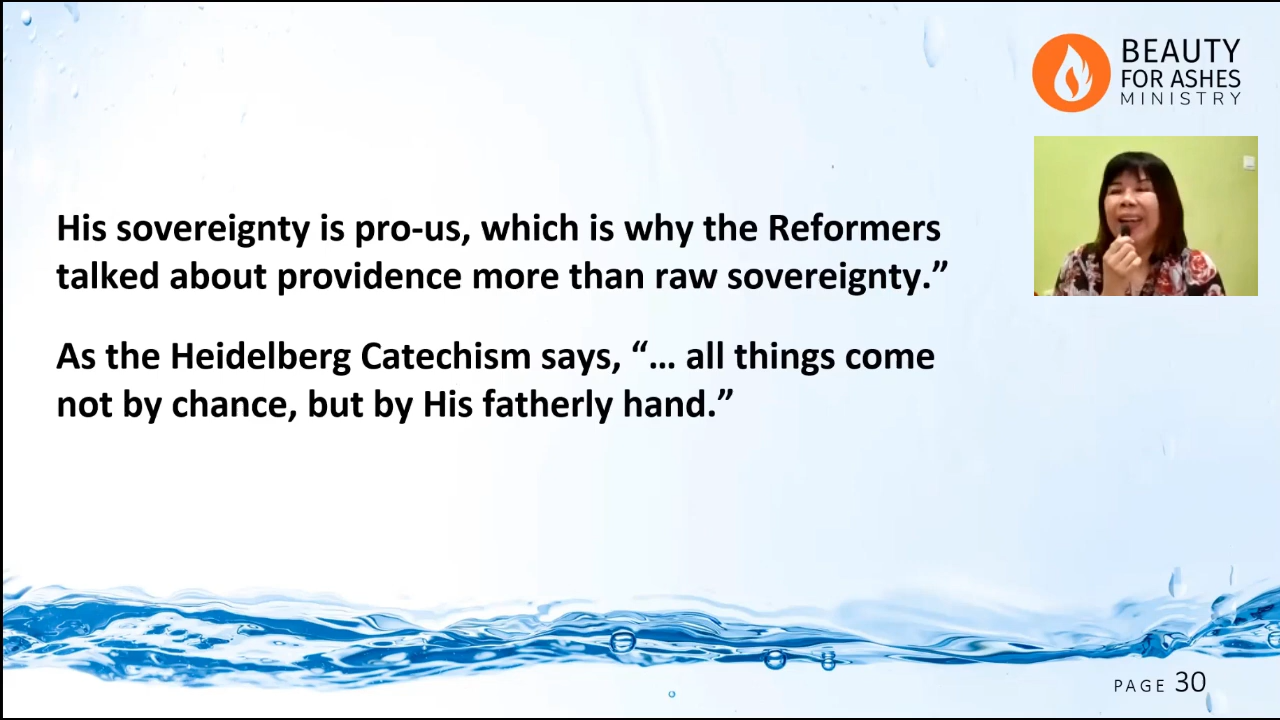 BEAUTY
FOR ASHES
MINISTRY
His sovereignty is pro-us, which is why the Reformers
talked about providence more than raw sovereignty.”
As the Heidelberg Catechism says, “… all things come
not by chance, but by His fatherly hand.”
PAGE 30